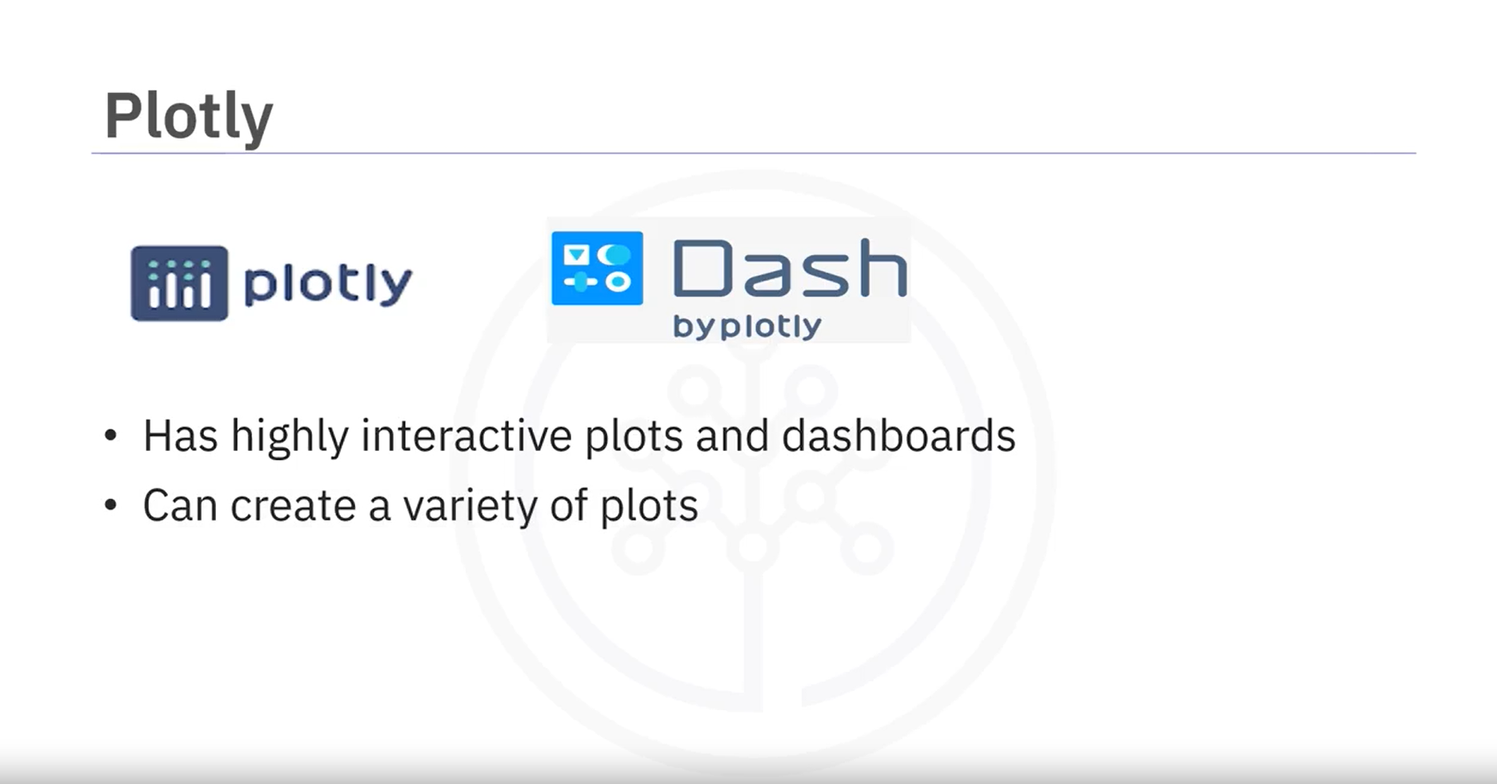 Plotly
plotly
Dash
byplotly
• Has highly interactive plots and dashboards
• Can create a variety of plots